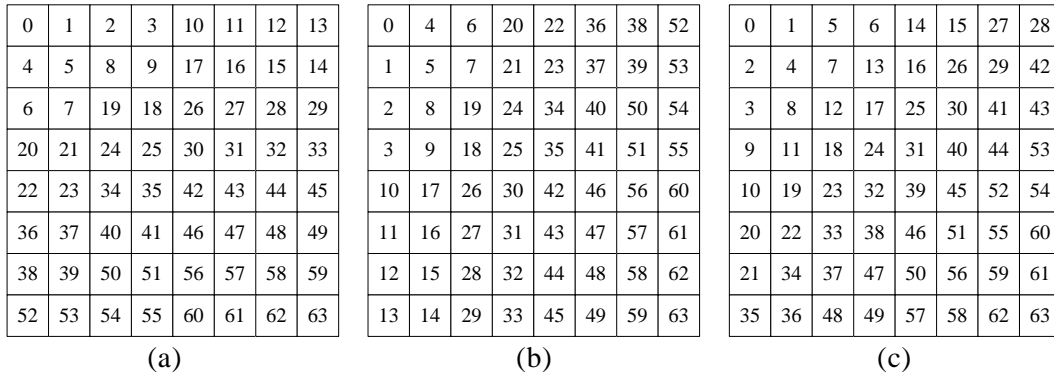 0 1 2 3 10 11 12 13
4 5 8 9 17 16 15 14
6 7 19 18 26 27 28 29
20 21 24 25 30 31 32 33
22 23 34 35 42 43 44 45
36 37 40 41 46 47 48 49
38 39 50 51 56 57 58 59
52 53 54 55 60 61 62 63
(a)
0 4 6 20 22 36 38 52
1 5 7 21 23 37 39 53
2 8 19 24 34 40 50 54
3 9 18 25 35 41 51 55
10 17 26 30 42 46 56 60
11 16 27 31 43 47 57 61
12 15 28 32 44 48 58 62
13 14 29 33 45 49 59 63
(b)
0 1 5 6 14 15 27 28
2 4 7 13 16 26 29 42
3 8 12 17 25 30 41 43
9 11 18 24 31 40 44 53
10 19 23 32 39 45 52 54
20 22 33 38 46 51 55 60
21 34 37 47 50 56 59 61
35 36 48 49 57 58 62 63
(c)